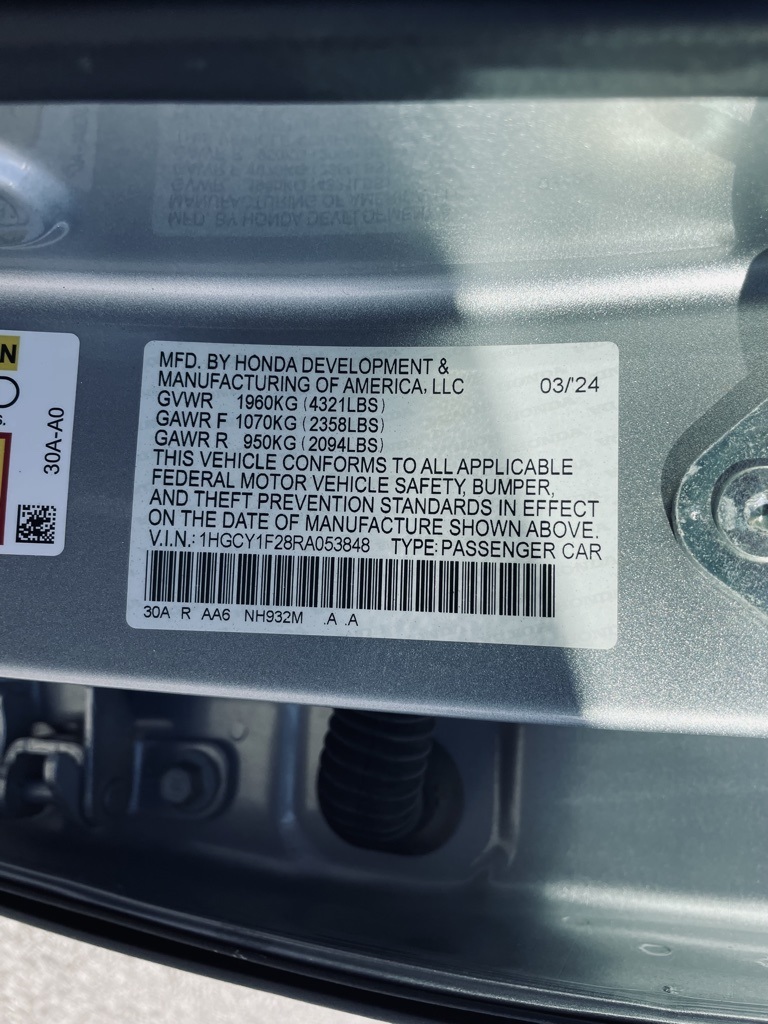 MFD. BY HONDA DEVELOPMENT &
MANUFACTURING OF AMERICA, LLC 03/'24
GVWR 1960KG (4321LBS)
GAWR F 1070KG (2358LBS)
GAWR R 950KG (2094LBS)
THIS VEHICLE CONFORMS TO ALL APPLICABLE
FEDERAL MOTOR VEHICLE SAFETY, BUMPER,
AND THEFT PREVENTION STANDARDS IN EFFECT
ON THE DATE OF MANUFACTURE SHOWN ABOVE.
V.I.N.: 1HGCY1F28RA053848 TYPE: PASSENGER CAR
30A R AA6 NH932M .A .A
30A-A0